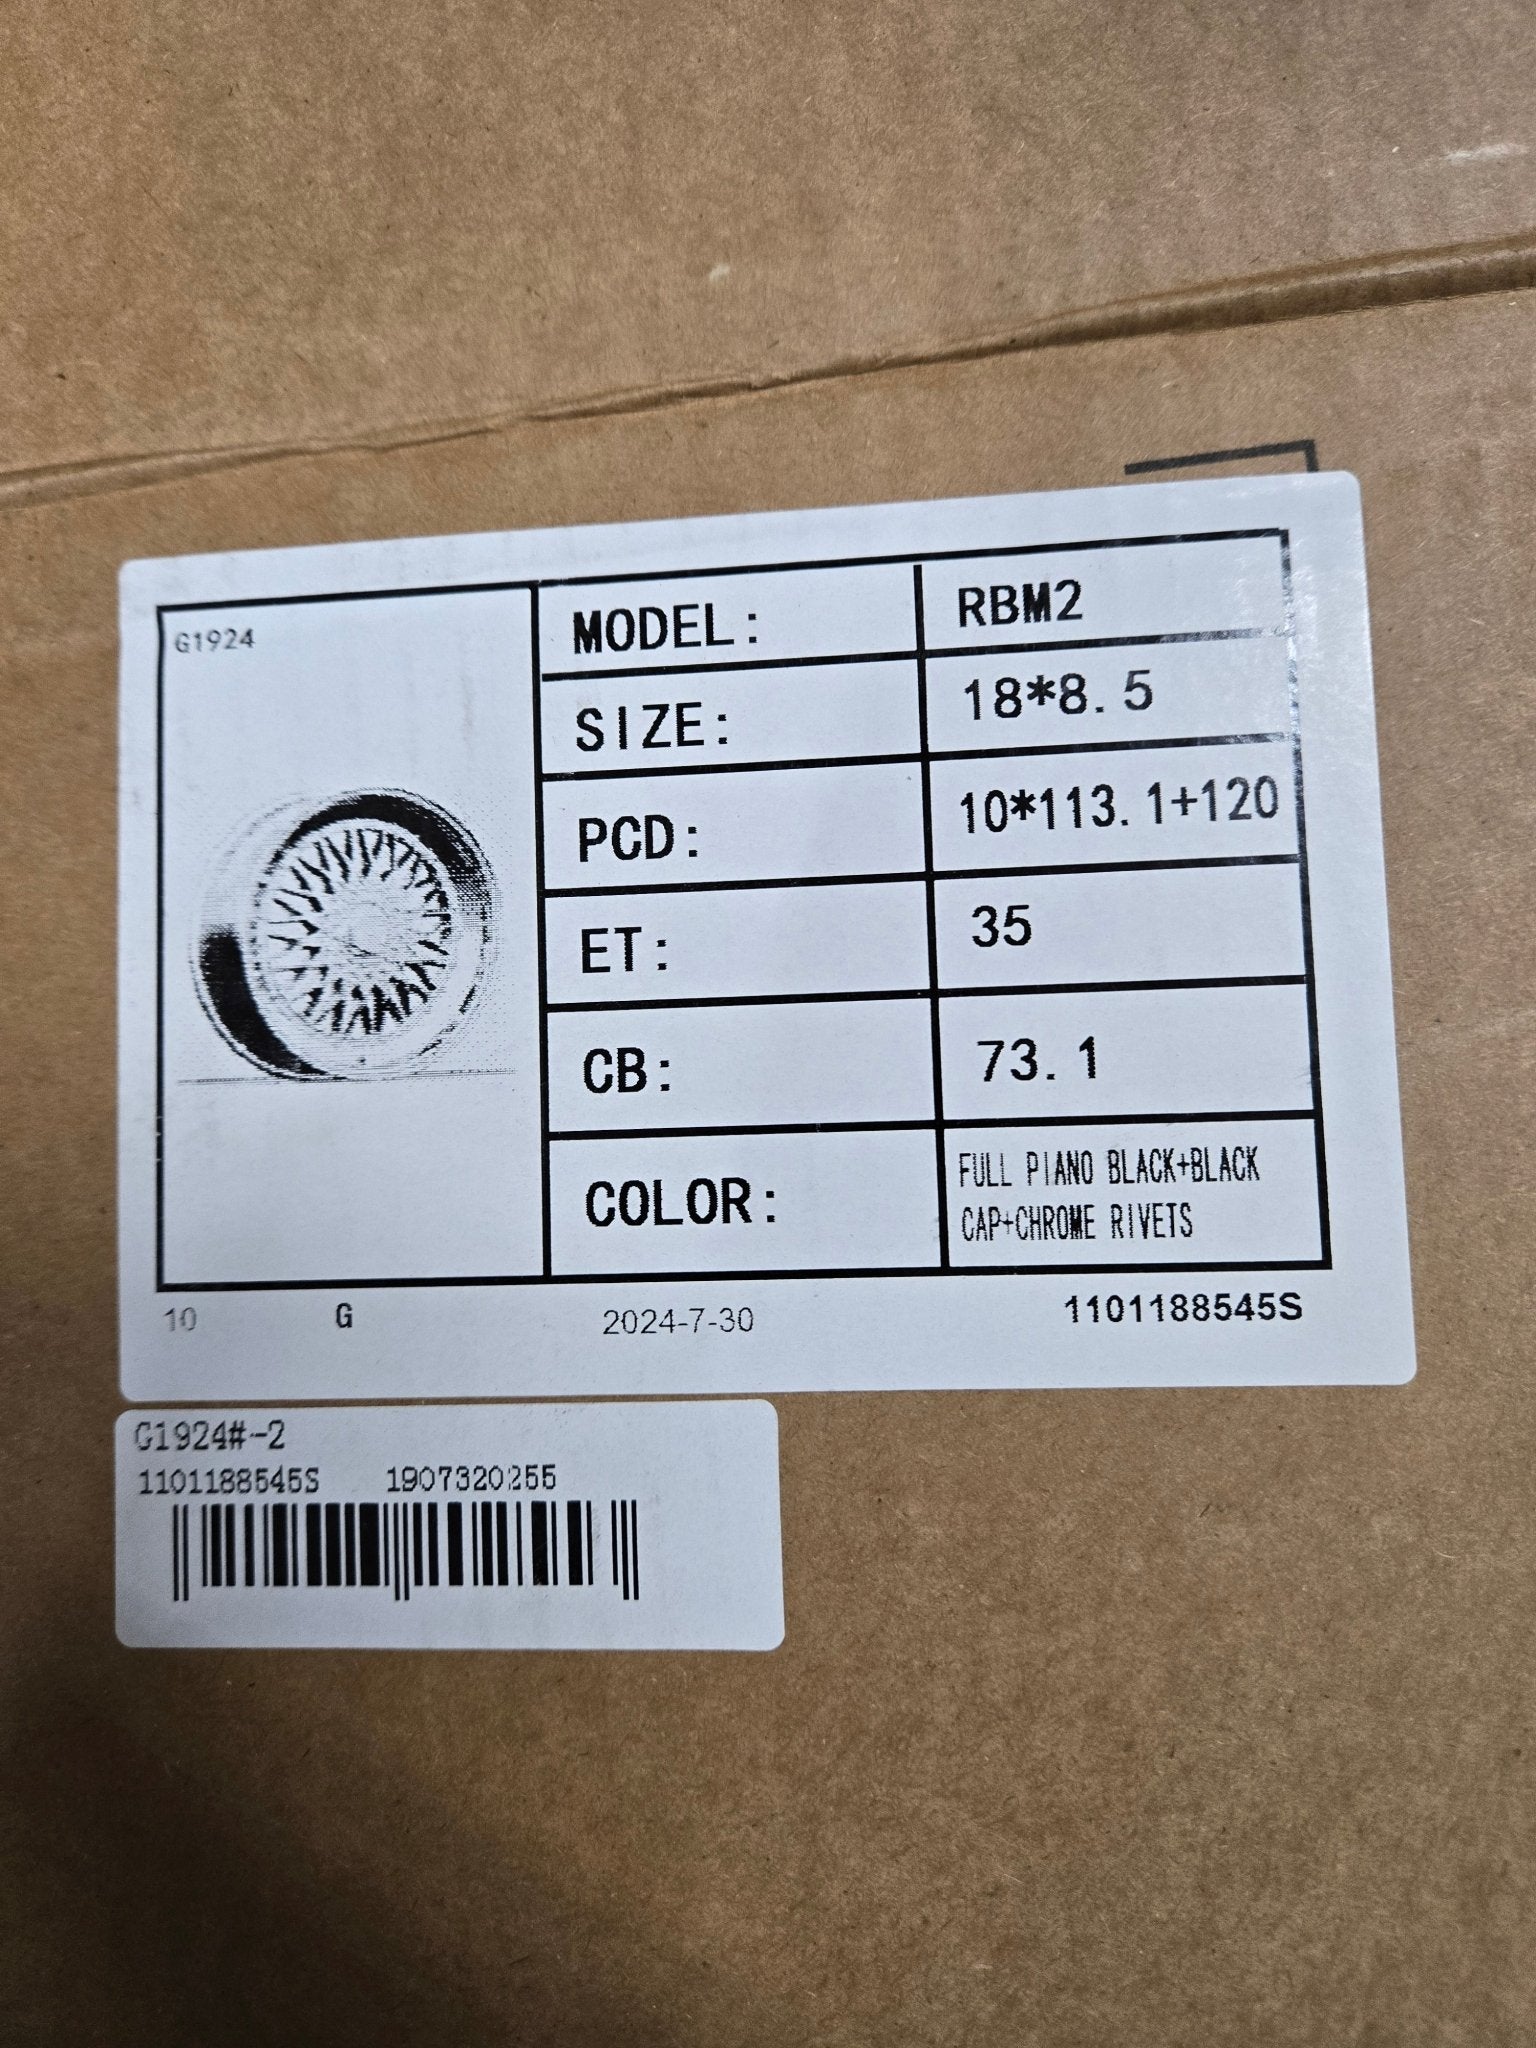 G1924
MODEL: RBM2
SIZE: 18*8.5
PCD: 10*113.1+120
ET: 35
CB: 73.1
COLOR: FULL PIANO BLACK+BLACK
CAP+CHROME RIVETS
10 G 2024-7-30 1101188545S
G1924#-2
1101188545S 1907320255